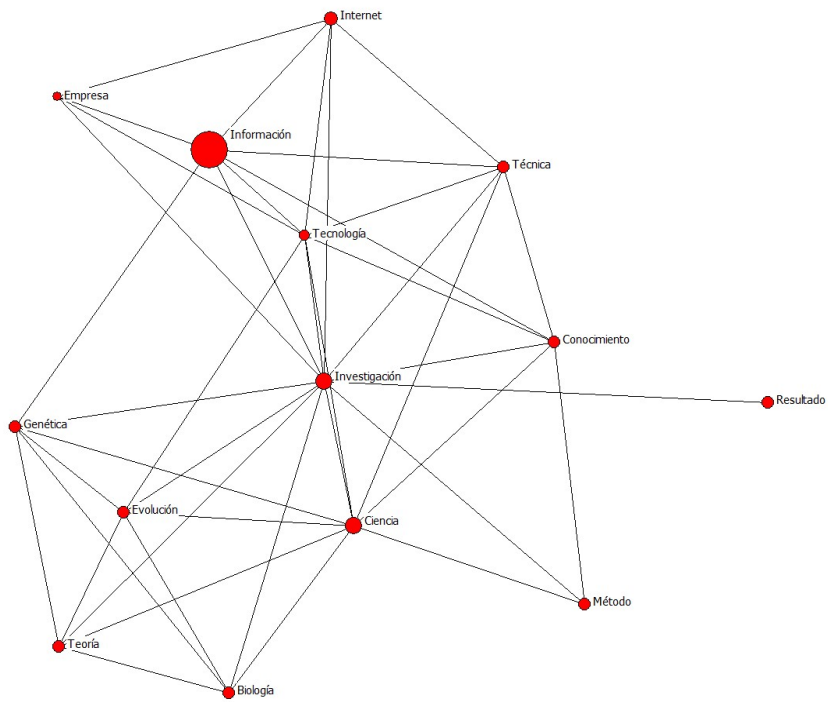 Internet
Empresa
Información
Técnica
Tecnología
Conocimiento
Investigación
Resultado
Genética
Evolución
Ciencia
Método
Teoría
Biología